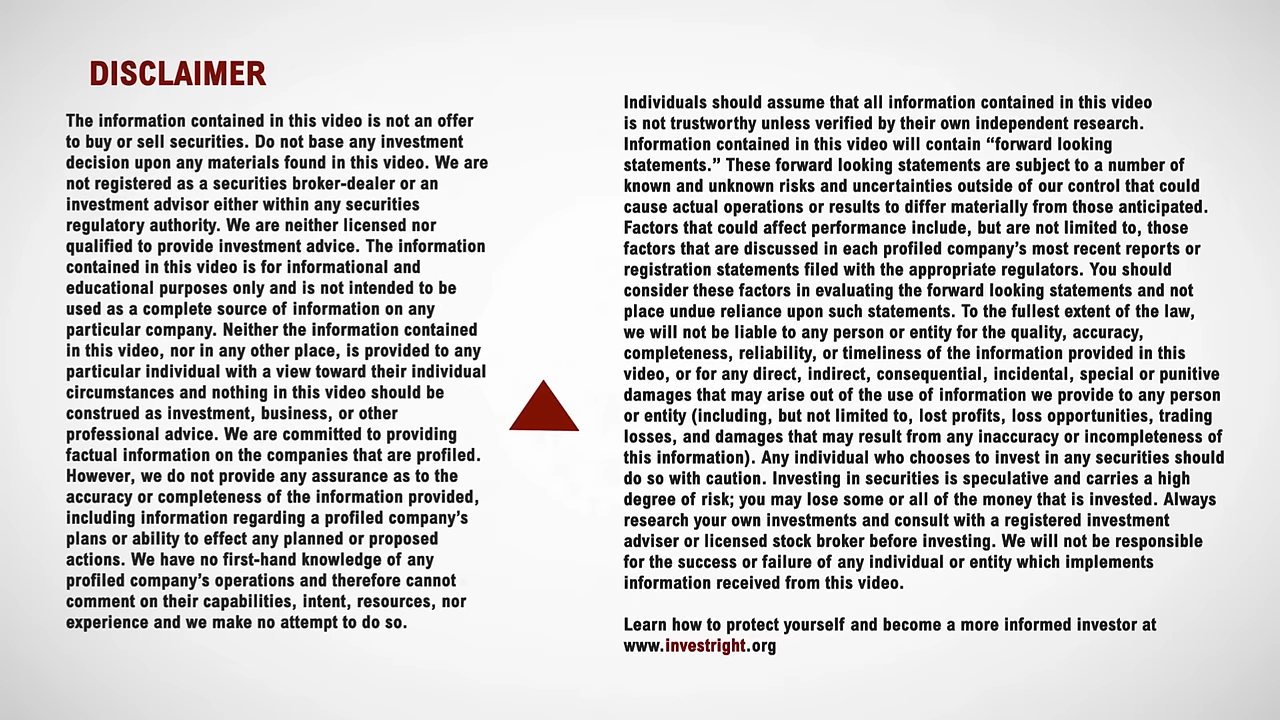 DISCLAIMER
The information contained in this video is not an offer
to buy or sell securities. Do not base any investment
decision upon any materials found in this video. We are
not registered as a securities broker-dealer or an
investment advisor either within any securities
regulatory authority. We are neither licensed nor
qualified to provide investment advice. The information
contained in this video is for informational and
educational purposes only and is not intended to be
used as a complete source of information on any
particular company. Neither the information contained
in this video, nor in any other place, is provided to any
particular individual with a view toward their individual
circumstances and nothing in this video should be
construed as investment, business, or other
professional advice. We are committed to providing
factual information on the companies that are profiled.
However, we do not provide any assurance as to the
accuracy or completeness of the information provided,
including information regarding a profiled company’s
plans or ability to effect any planned or proposed
actions. We have no first-hand knowledge of any
profiled company’s operations and therefore cannot
comment on their capabilities, intent, resources, nor
experience and we make no attempt to do so.
Individuals should assume that all information contained in this video
is not trustworthy unless verified by their own independent research.
Information contained in this video will contain “forward looking
statements.” These forward looking statements are subject to a number of
known and unknown risks and uncertainties outside of our control that could
cause actual operations or results to differ materially from those anticipated.
Factors that could affect performance include, but are not limited to, those
factors that are discussed in each profiled company’s most recent reports or
registration statements filed with the appropriate regulators. You should
consider these factors in evaluating the forward looking statements and not
place undue reliance upon such statements. To the fullest extent of the law,
we will not be liable to any person or entity for the quality, accuracy,
completeness, reliability, or timeliness of the information provided in this
video, or for any direct, indirect, consequential, incidental, special or punitive
damages that may arise out of the use of information we provide to any person
or entity (including, but not limited to, lost profits, loss opportunities, trading
losses, and damages that may result from any inaccuracy or incompleteness of
this information). Any individual who chooses to invest in any securities should
do so with caution. Investing in securities is speculative and carries a high
degree of risk; you may lose some or all of the money that is invested. Always
research your own investments and consult with a registered investment
adviser or licensed stock broker before investing. We will not be responsible
for the success or failure of any individual or entity which implements
information received from this video.
Learn how to protect yourself and become a more informed investor at
www.investright.org